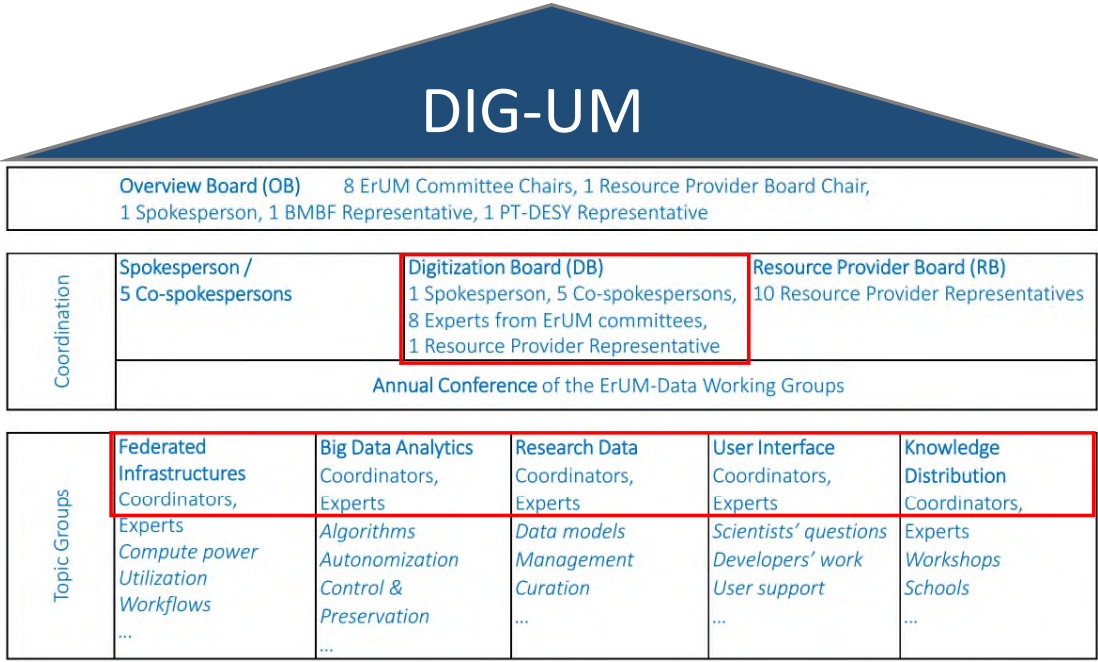 DIG-UM
Overview Board (OB) 8 ErUM Committee Chairs, 1 Resource Provider Board Chair,
1 Spokesperson, 1 BMBF Representative, 1 PT-DESY Representative
Coordination
Spokesperson /
5 Co-spokespersons
Digitization Board (DB)
1 Spokesperson, 5 Co-spokespersons,
8 Experts from ErUM committees,
1 Resource Provider Representative
Resource Provider Board (RB)
10 Resource Provider Representatives
Annual Conference of the ErUM-Data Working Groups
Topic Groups
Federated
Infrastructures
Coordinators,
Experts
Compute power
Utilization
Workflows
...
Big Data Analytics
Coordinators,
Experts
Algorithms
Autonomization
Control &
Preservation
...
Research Data
Coordinators,
Experts
Data models
Management
Curation
...
User Interface
Coordinators,
Experts
Scientists’ questions
Developers’ work
User support
...
Knowledge
Distribution
Coordinators,
Experts
Workshops
Schools
...